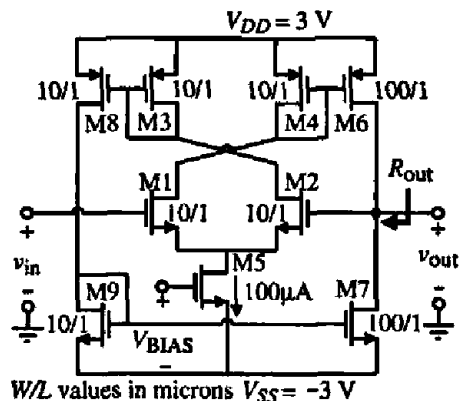 V_DD = 3 V
10/1
M8
10/1
M3
10/1
M4
100/1
M6
R_out
M1
10/1
M2
10/1
+
v_in
-
M5
+
100μA
+
v_out
-
M9
10/1
+
V_BIAS
-
M7
100/1
W/L values in microns V_SS = -3 V